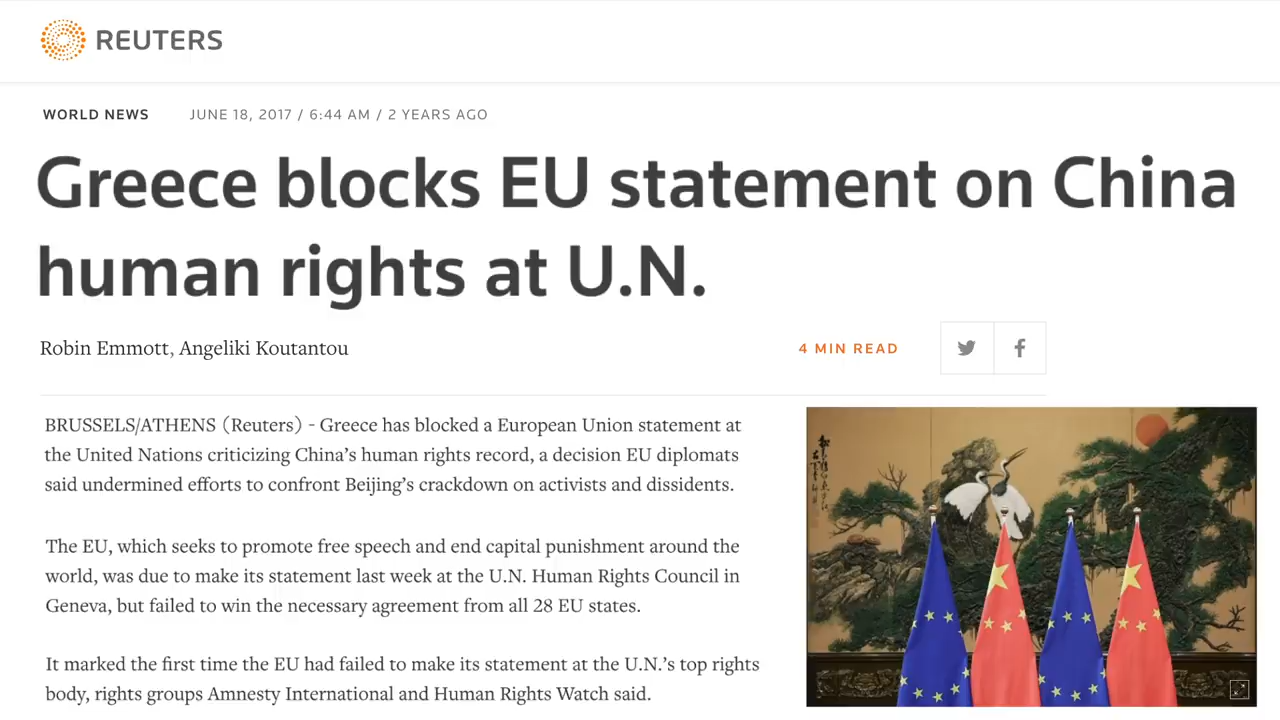 REUTERS
WORLD NEWS JUNE 18, 2017 / 6:44 AM / 2 YEARS AGO
Greece blocks EU statement on China
human rights at U.N.
Robin Emmott, Angeliki Koutantou
4 MIN READ
BRUSSELS/ATHENS (Reuters) - Greece has blocked a European Union statement at
the United Nations criticizing China’s human rights record, a decision EU diplomats
said undermined efforts to confront Beijing’s crackdown on activists and dissidents.
The EU, which seeks to promote free speech and end capital punishment around the
world, was due to make its statement last week at the U.N. Human Rights Council in
Geneva, but failed to win the necessary agreement from all 28 EU states.
It marked the first time the EU had failed to make its statement at the U.N.’s top rights
body, rights groups Amnesty International and Human Rights Watch said.